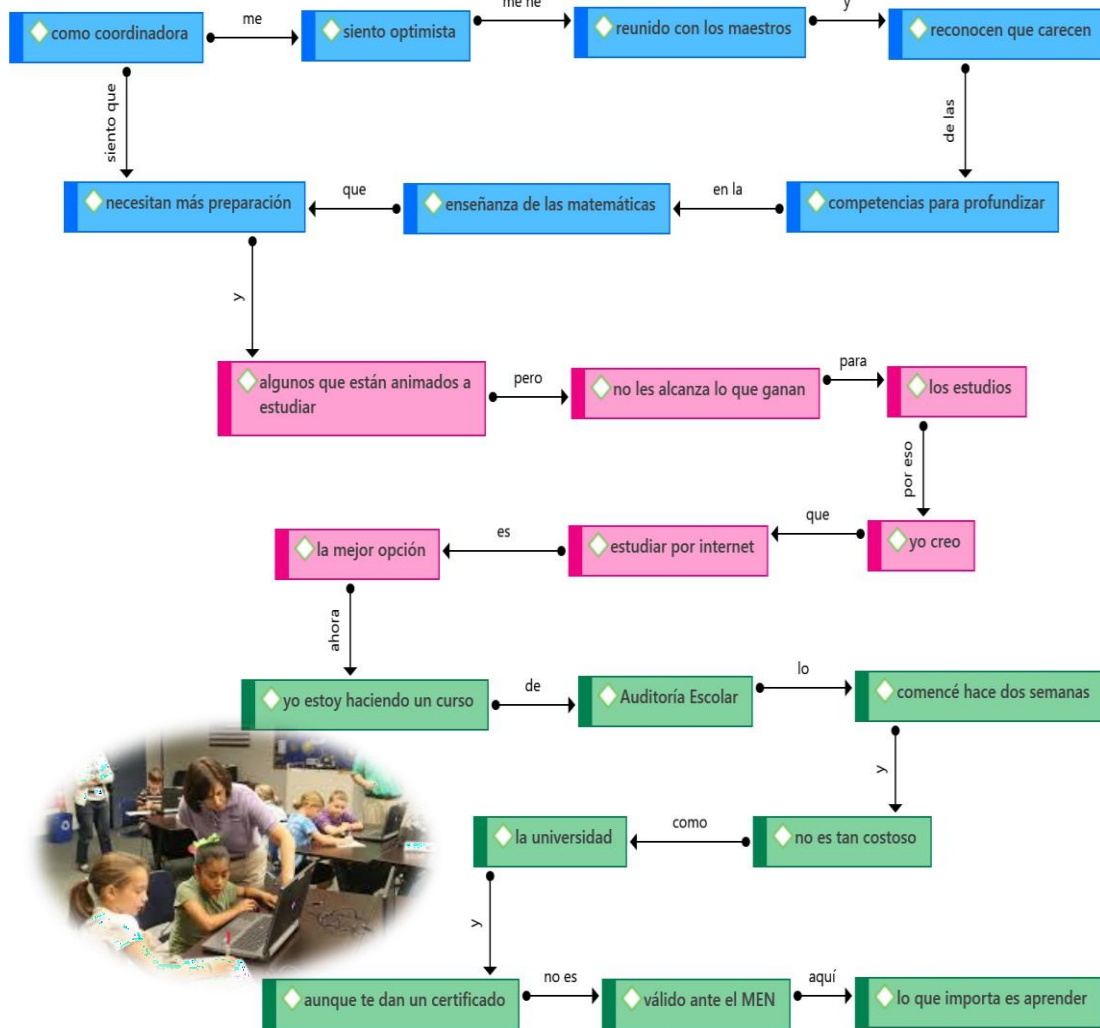 como coordinadora
me
siento optimista
me he
reunido con los maestros
y
reconocen que carecen
siento que
de las
competencias para profundizar
en la
enseñanza de las matemáticas
que
necesitan más preparación
y
algunos que están animados a
estudiar
pero
no les alcanza lo que ganan
para
los estudios
por eso
yo creo
que
estudiar por internet
es
la mejor opción
ahora
yo estoy haciendo un curso
de
Auditoría Escolar
lo
comencé hace dos semanas
y
no es tan costoso
como
la universidad
y
aunque te dan un certificado
no es
válido ante el MEN
aquí
lo que importa es aprender